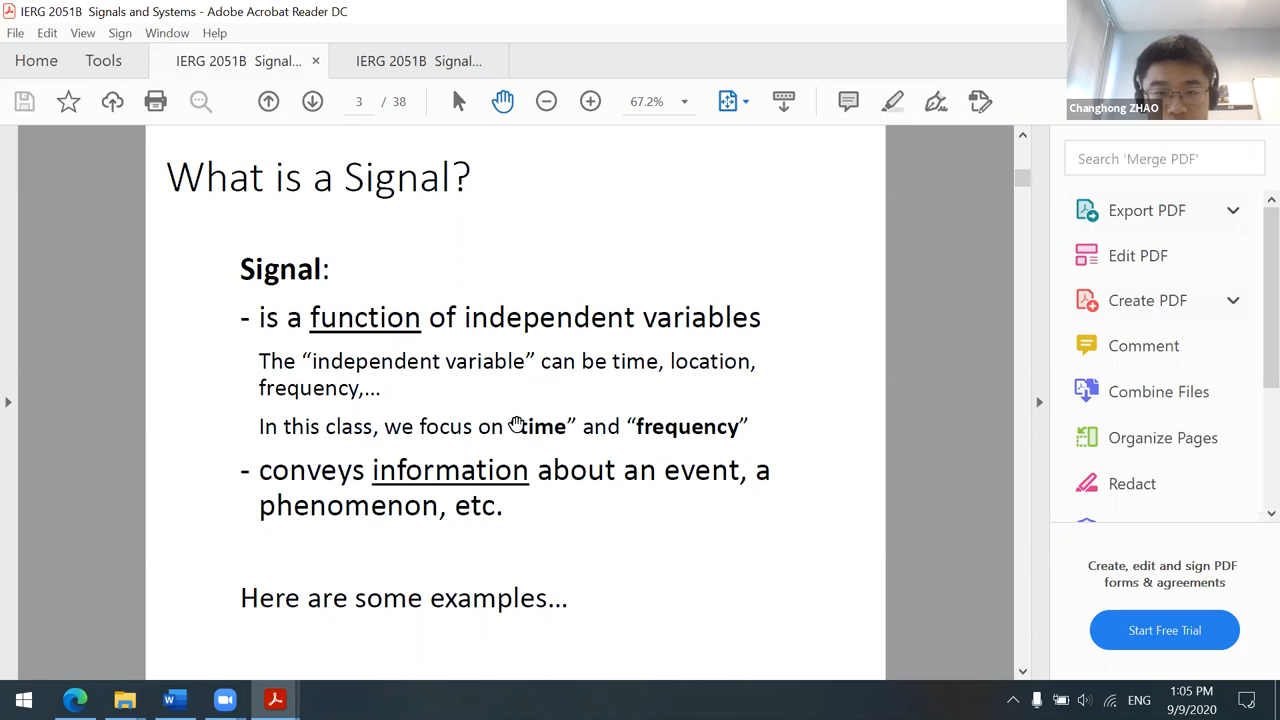 IERG 2051B  Signals and Systems - Adobe Acrobat Reader DC
File Edit View Sign Window Help
Home Tools IERG 2051B  Signal... × IERG 2051B  Signal...
3 / 38 67.2%
Changhong ZHAO
What is a Signal?
Signal:
- is a function of independent variables
The “independent variable” can be time, location,
frequency,...
In this class, we focus on “time” and “frequency”
- conveys information about an event, a
phenomenon, etc.
Here are some examples...
Search 'Merge PDF'
Export PDF
Edit PDF
Create PDF
Comment
Combine Files
Organize Pages
Redact
Create, edit and sign PDF
forms & agreements
Start Free Trial
ENG
1:05 PM
9/9/2020